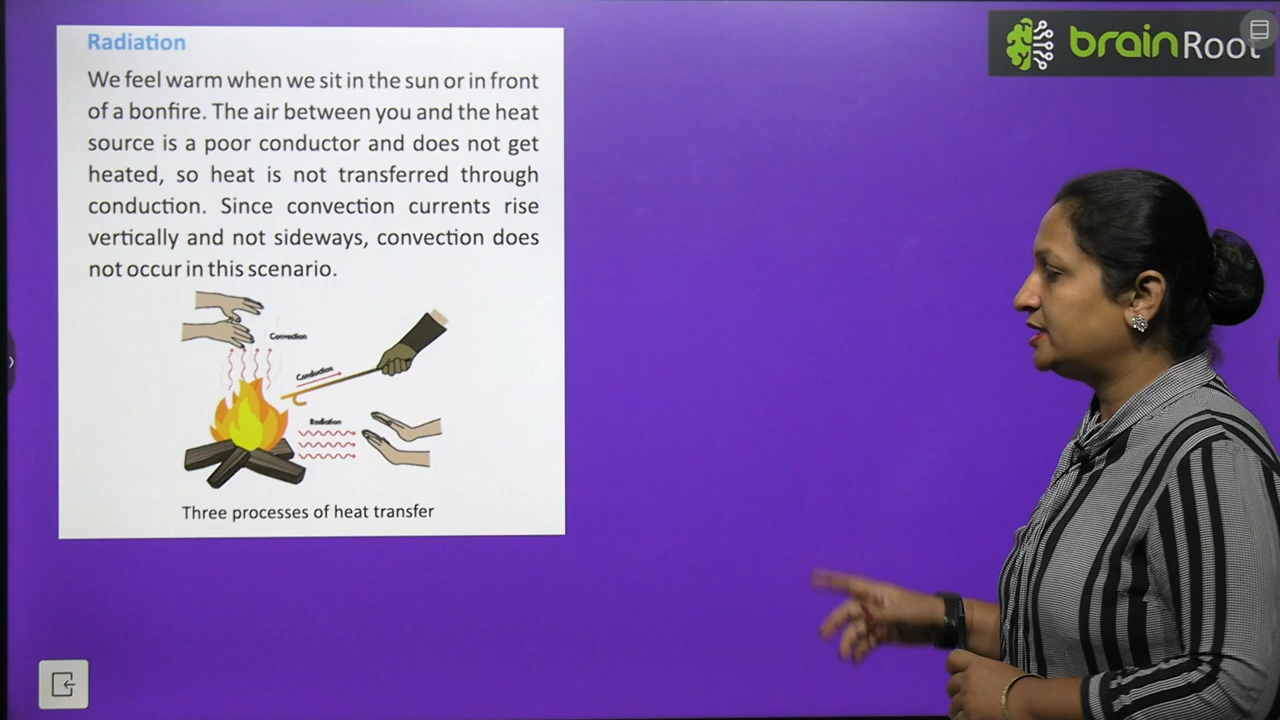 Radiation
We feel warm when we sit in the sun or in front
of a bonfire. The air between you and the heat
source is a poor conductor and does not get
heated, so heat is not transferred through
conduction. Since convection currents rise
vertically and not sideways, convection does
not occur in this scenario.
Convection
Conduction
Radiation
Three processes of heat transfer
brainRoot